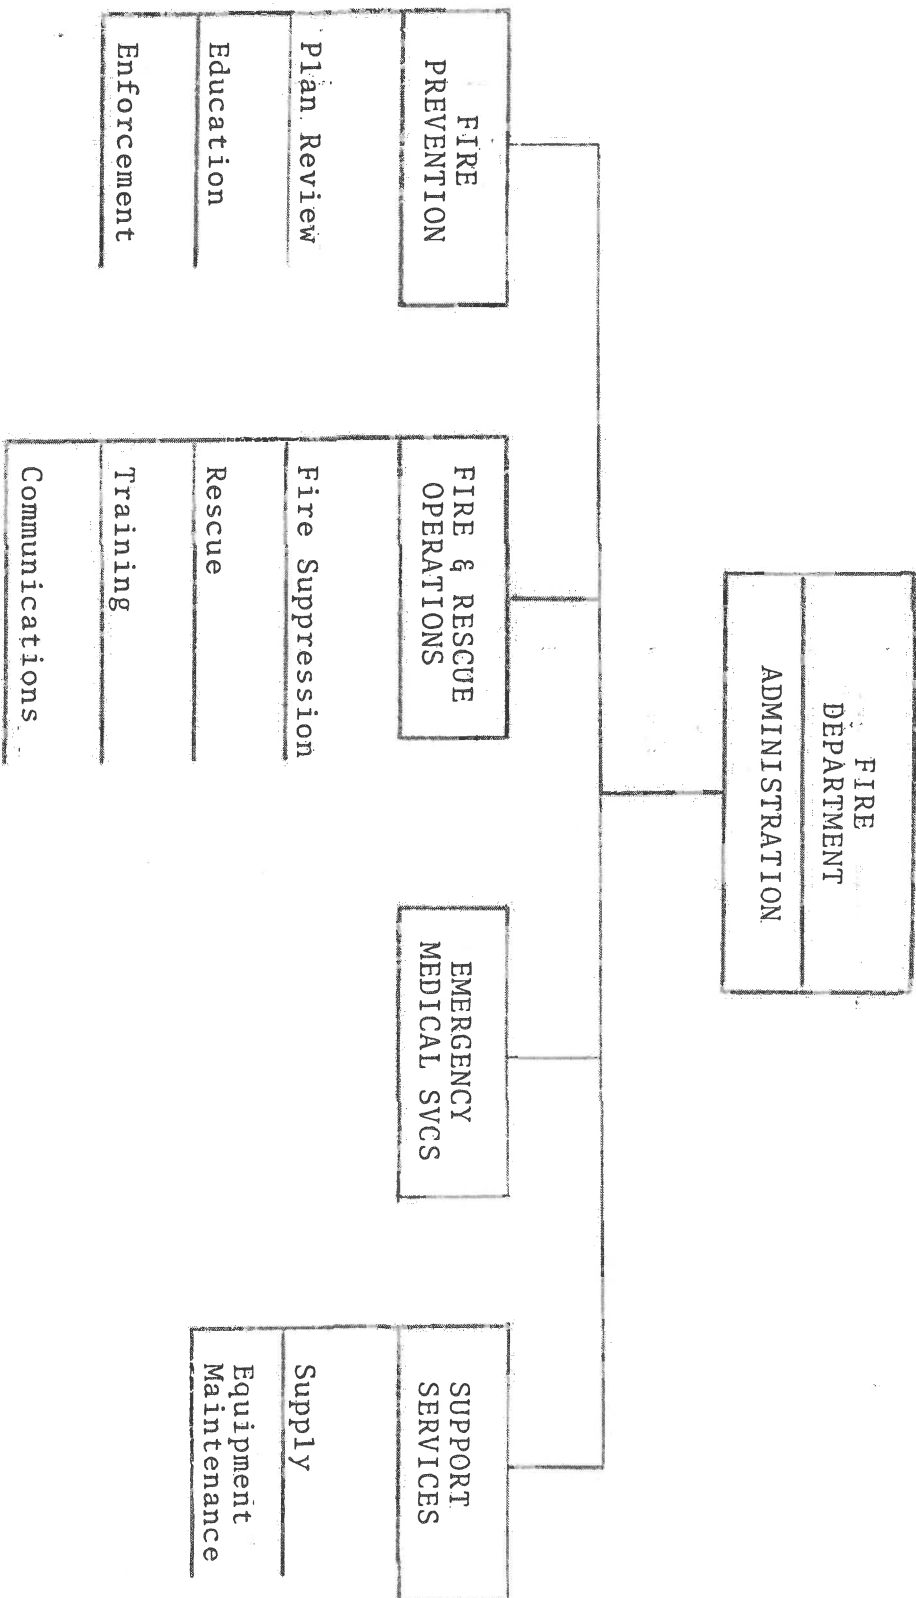 FIRE
DEPARTMENT
ADMINISTRATION
FIRE
PREVENTION
Plan Review
Education
Enforcement
FIRE & RESCUE
OPERATIONS
Fire Suppression
Rescue
Training
Communications
EMERGENCY
MEDICAL SVCS
SUPPORT
SERVICES
Supply
Equipment
Maintenance